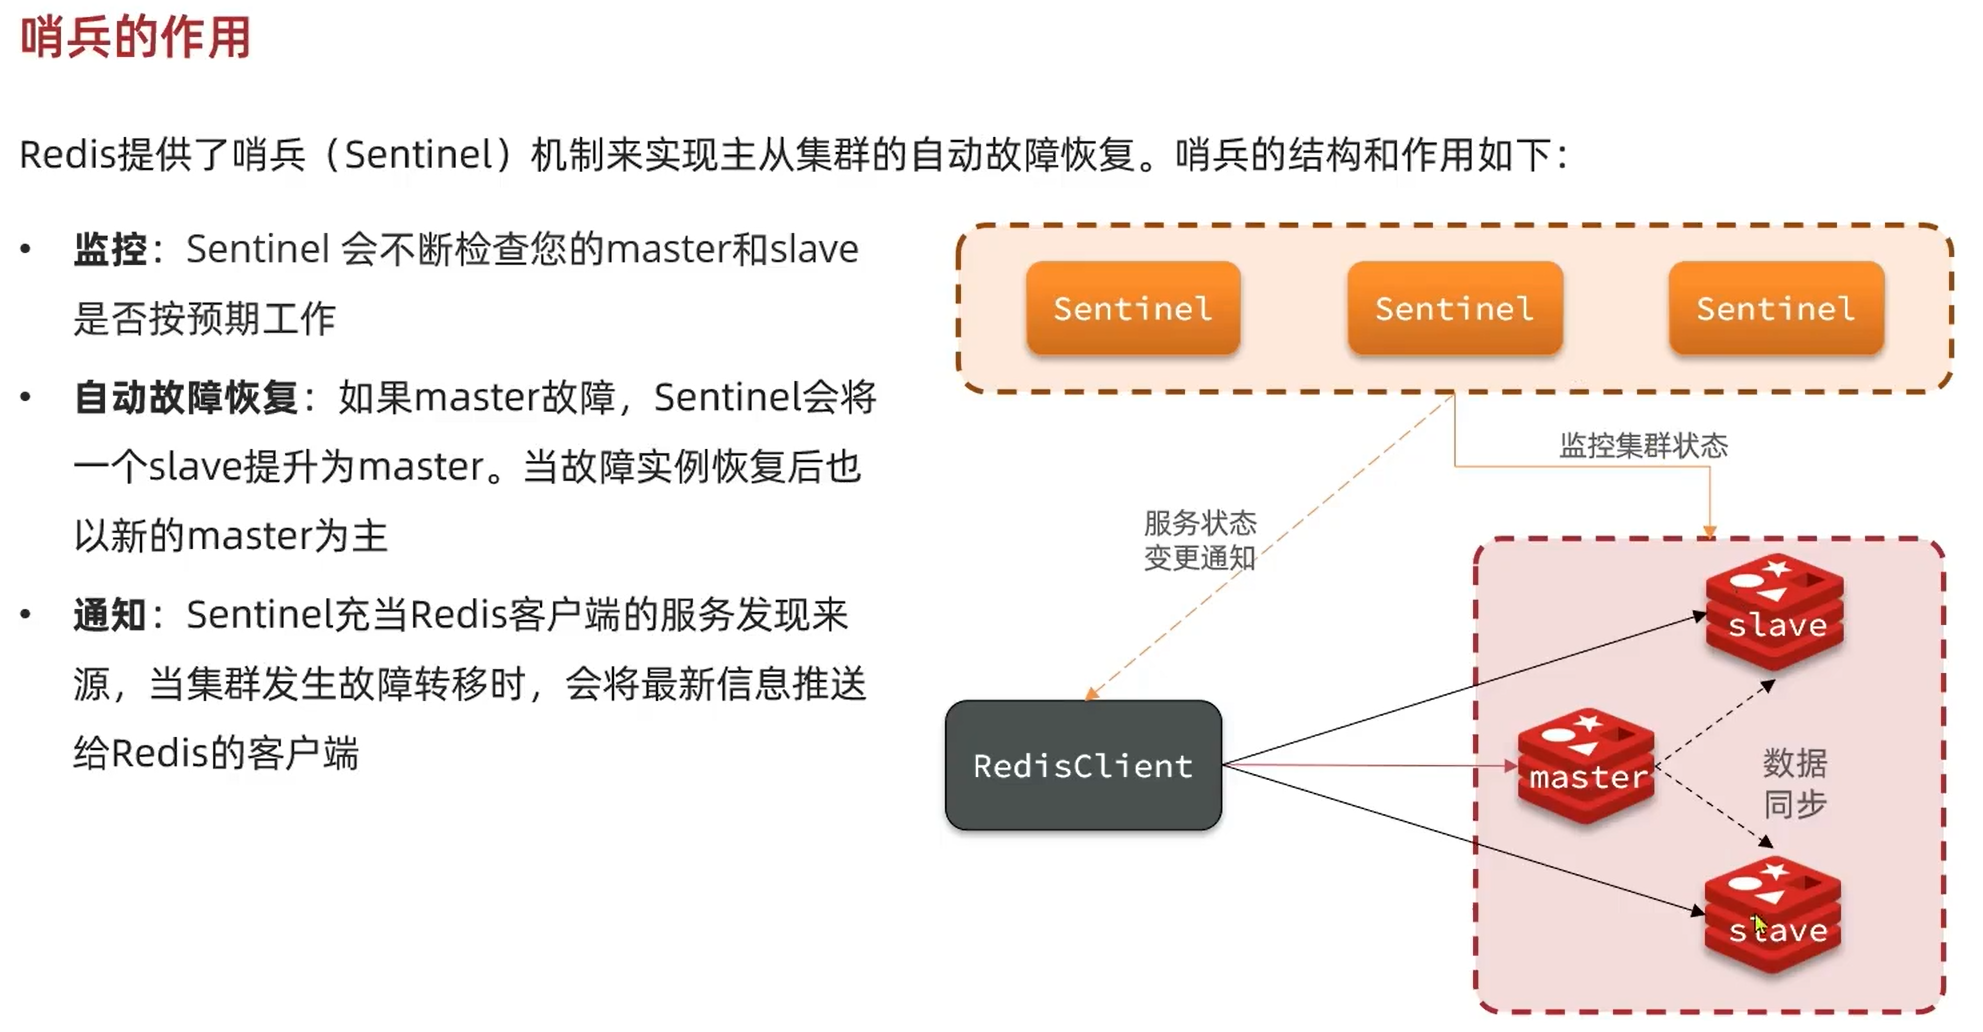 哨兵的作用
Redis提供了哨兵（Sentinel）机制来实现主从集群的自动故障恢复。哨兵的结构和作用如下：
• 监控：Sentinel 会不断检查您的master和slave
是否按预期工作
• 自动故障恢复：如果master故障，Sentinel会将
一个slave提升为master。当故障实例恢复后也
以新的master为主
• 通知：Sentinel充当Redis客户端的服务发现来
源，当集群发生故障转移时，会将最新信息推送
给Redis的客户端
Sentinel
Sentinel
Sentinel
监控集群状态
服务状态
变更通知
slave
RedisClient
master
数据
同步
slave